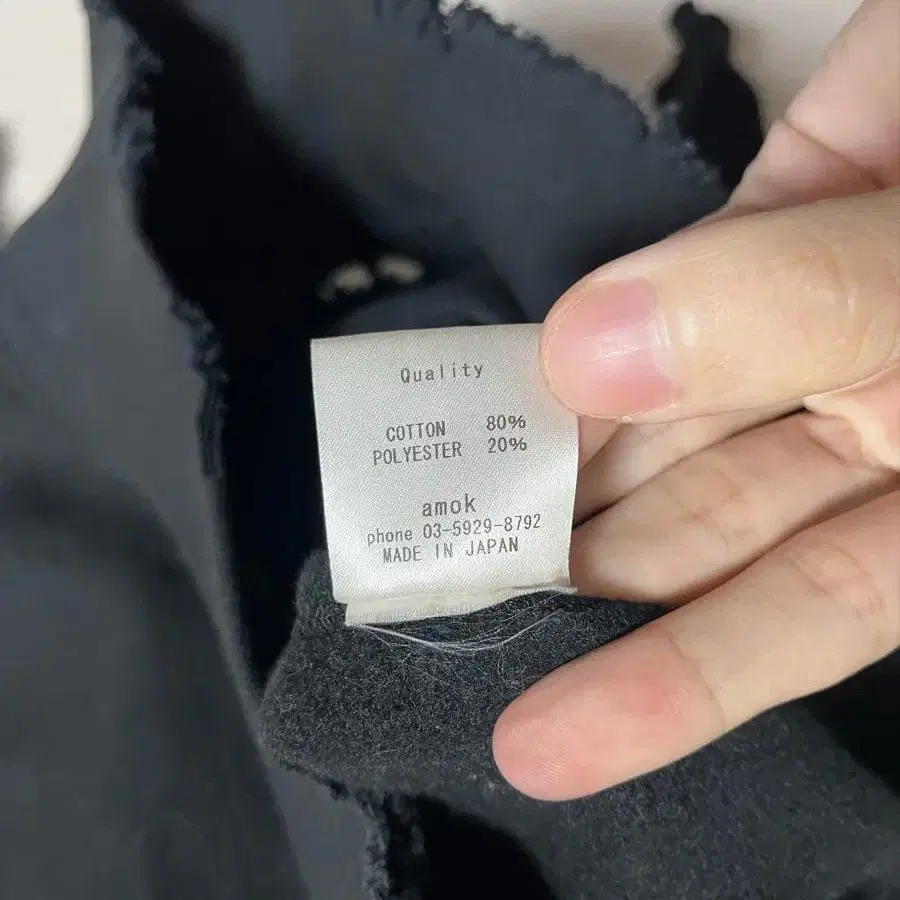 Quality
COTTON 80%
POLYESTER 20%
amok
phone 03-5929-8792
MADE IN JAPAN